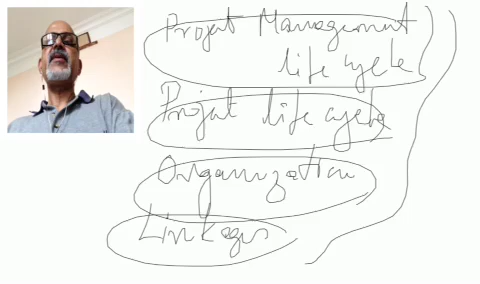 Project Management
life cycle
Project life cycle
Organization
Linkages